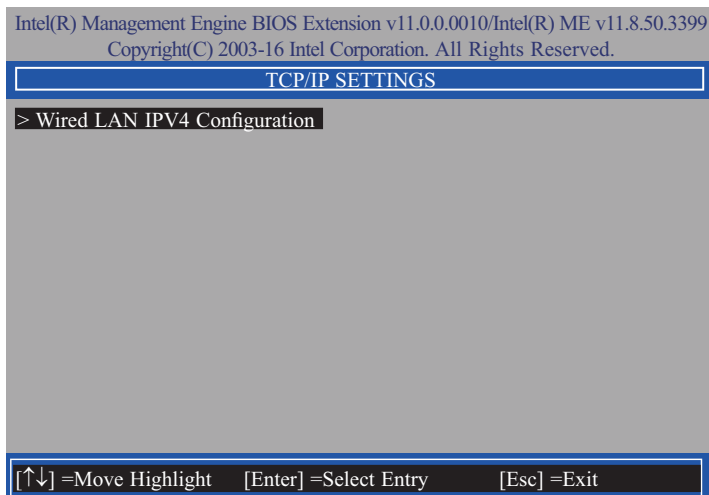 Intel(R) Management Engine BIOS Extension v11.0.0.0010/Intel(R) ME v11.8.50.3399
Copyright(C) 2003-16 Intel Corporation. All Rights Reserved.
TCP/IP SETTINGS
> Wired LAN IPV4 Configuration
[↑↓] =Move Highlight [Enter] =Select Entry [Esc] =Exit